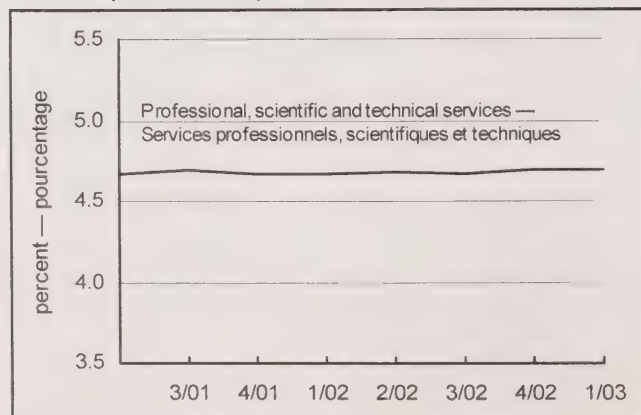 5.5
5.0
4.5
4.0
3.5
percent — pourcentage
Professional, scientific and technical services —
Services professionnels, scientifiques et techniques
3/01 4/01 1/02 2/02 3/02 4/02 1/03